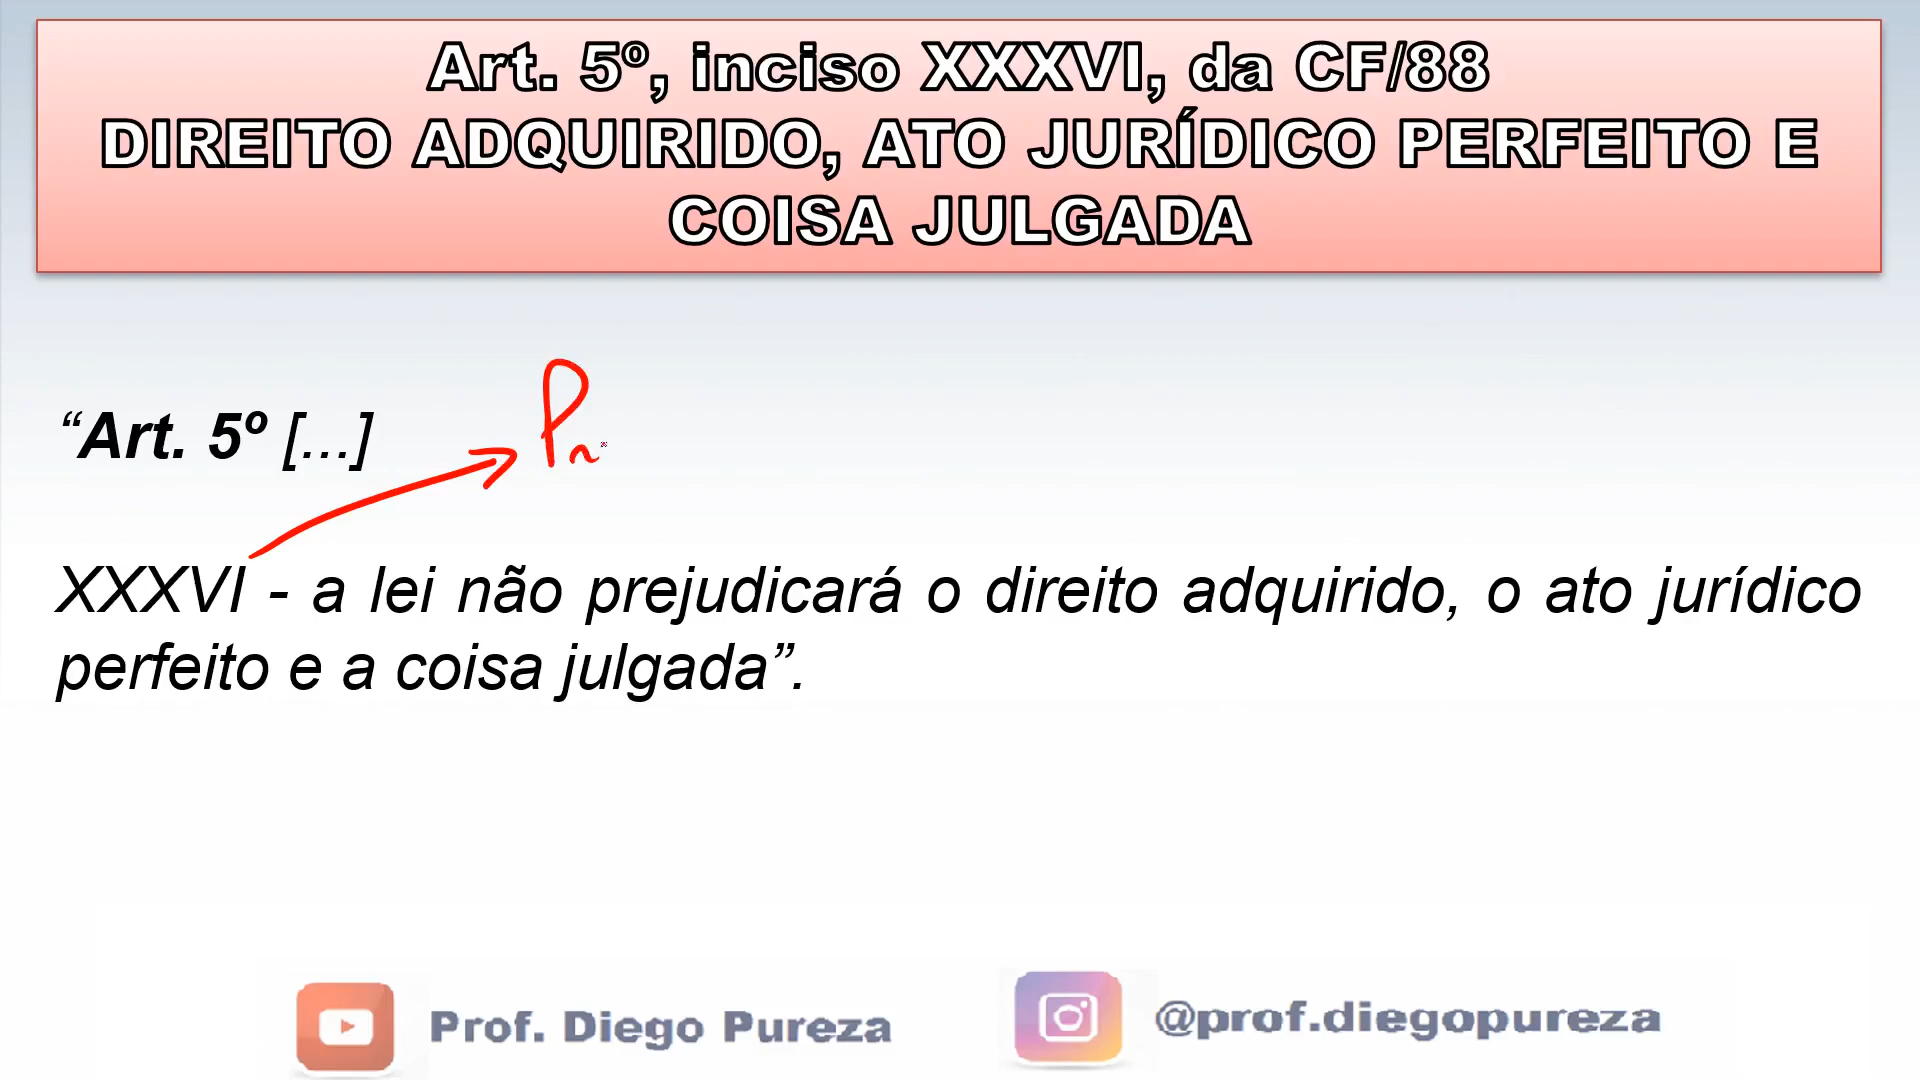 Art. 5º, inciso XXXVI, da CF/88
DIREITO ADQUIRIDO, ATO JURÍDICO PERFEITO E
COISA JULGADA
“Art. 5º [...]
XXXVI - a lei não prejudicará o direito adquirido, o ato jurídico
perfeito e a coisa julgada”.
Prof. Diego Pureza
@prof.diegopureza